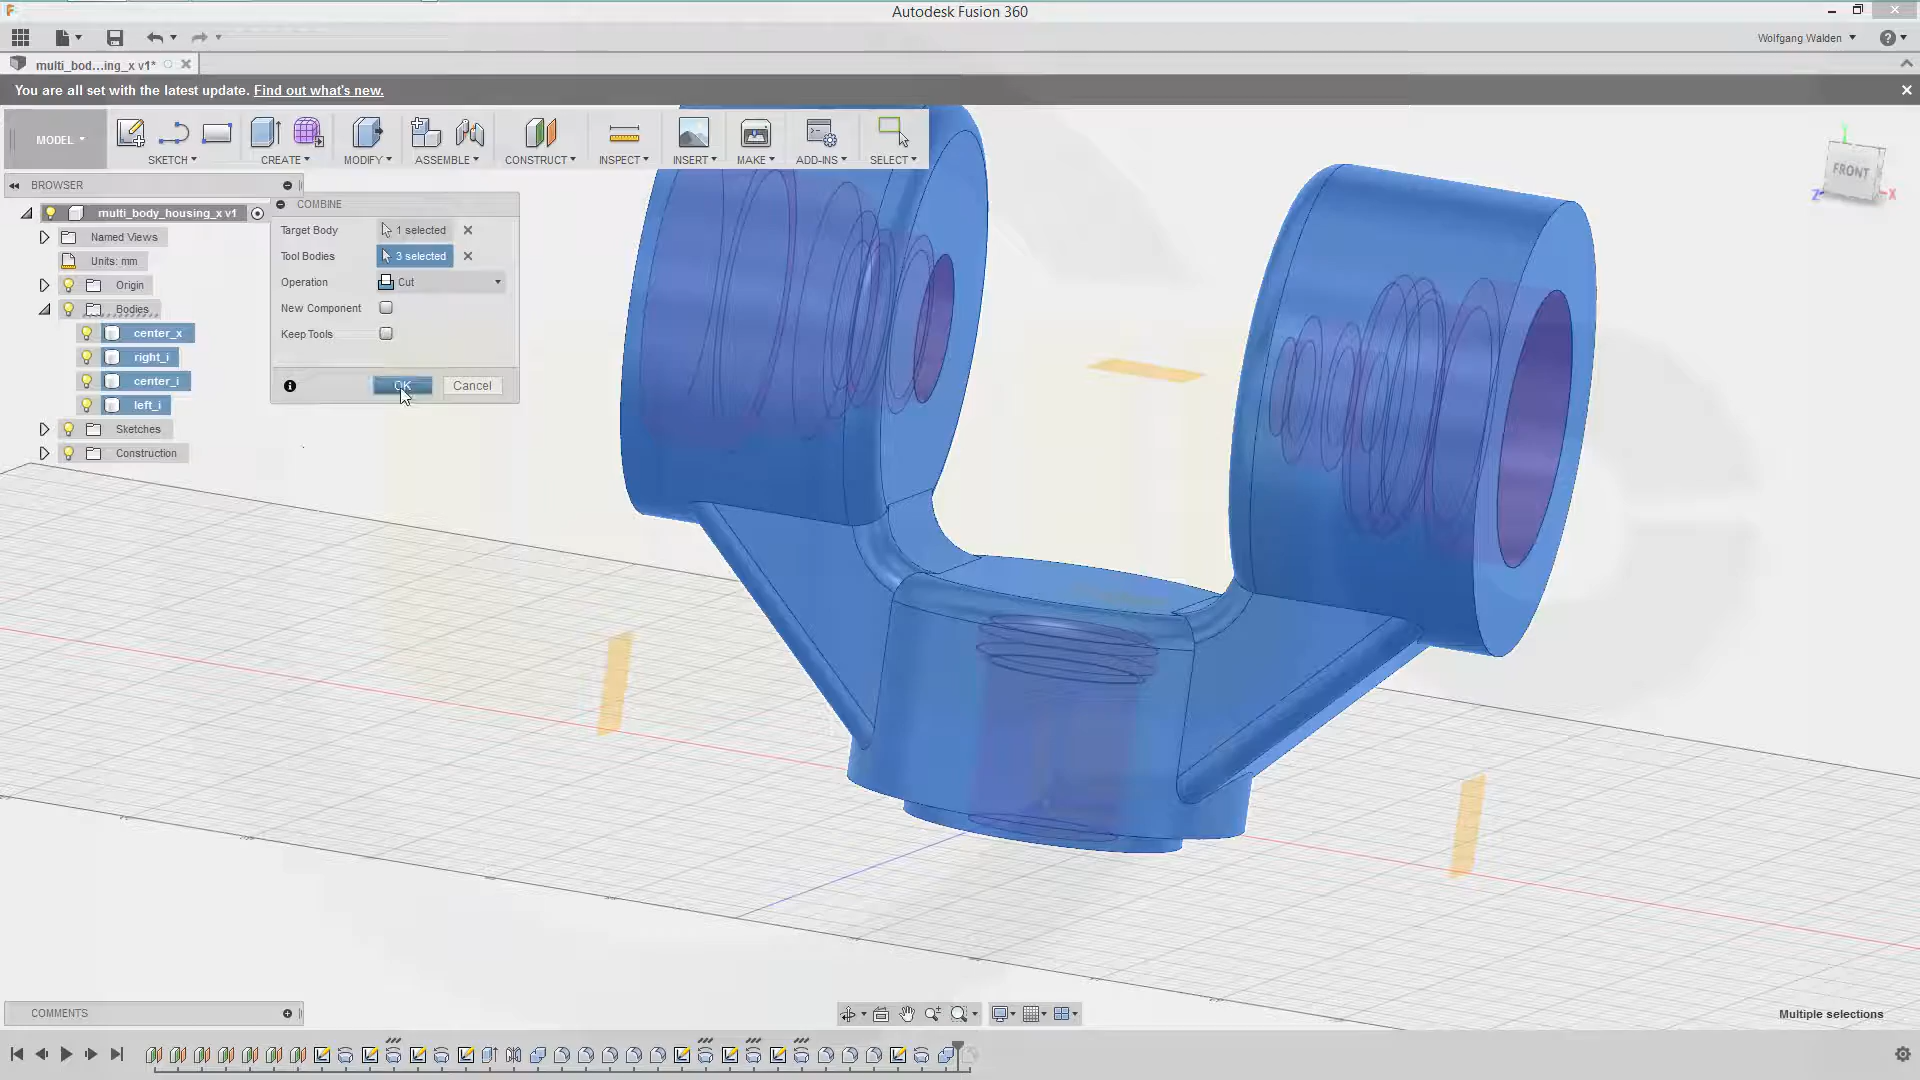 Autodesk Fusion 360
Wolfgang Walden
multi_bod...ing_x v1*
You are all set with the latest update. Find out what's new.
MODEL
SKETCH
CREATE
MODIFY
ASSEMBLE
CONSTRUCT
INSPECT
INSERT
MAKE
ADD-INS
SELECT
FRONT
Y
Z
X
BROWSER
multi_body_housing_x v1
Named Views
Units: mm
Origin
Bodies
center_x
right_i
center_i
left_i
Sketches
Construction
COMBINE
Target Body
1 selected
Tool Bodies
3 selected
Operation
Cut
New Component
Keep Tools
OK
Cancel
COMMENTS
Multiple selections